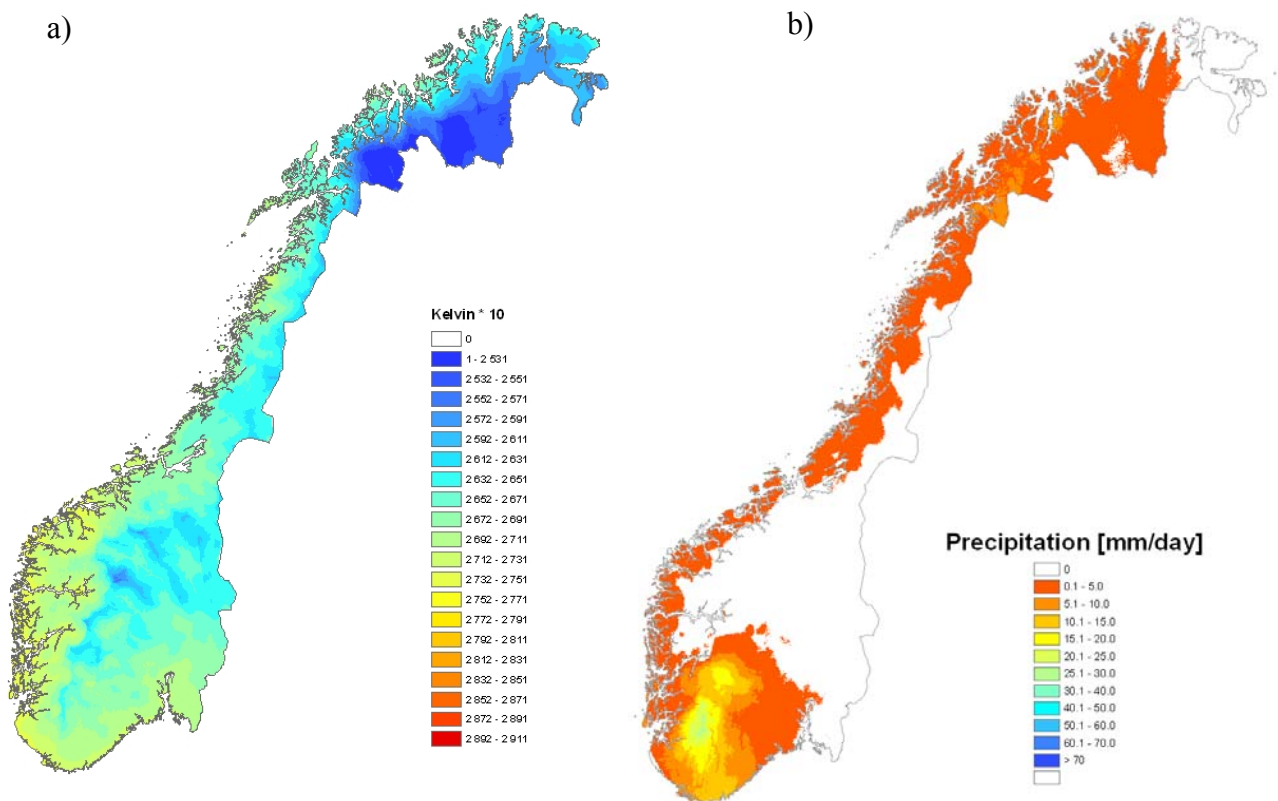 a)
Kelvin * 10
0
1 - 2 531
2 532 - 2 551
2 552 - 2 571
2 572 - 2 591
2 592 - 2 611
2 612 - 2 631
2 632 - 2 651
2 652 - 2 671
2 672 - 2 691
2 692 - 2 711
2 712 - 2 731
2 732 - 2 751
2 752 - 2 771
2 772 - 2 791
2 792 - 2 811
2 812 - 2 831
2 832 - 2 851
2 852 - 2 871
2 872 - 2 891
2 892 - 2 911
b)
Precipitation [mm/day]
0
0.1 - 5.0
5.1 - 10.0
10.1 - 15.0
15.1 - 20.0
20.1 - 25.0
25.1 - 30.0
30.1 - 40.0
40.1 - 50.0
50.1 - 60.0
60.1 - 70.0
> 70